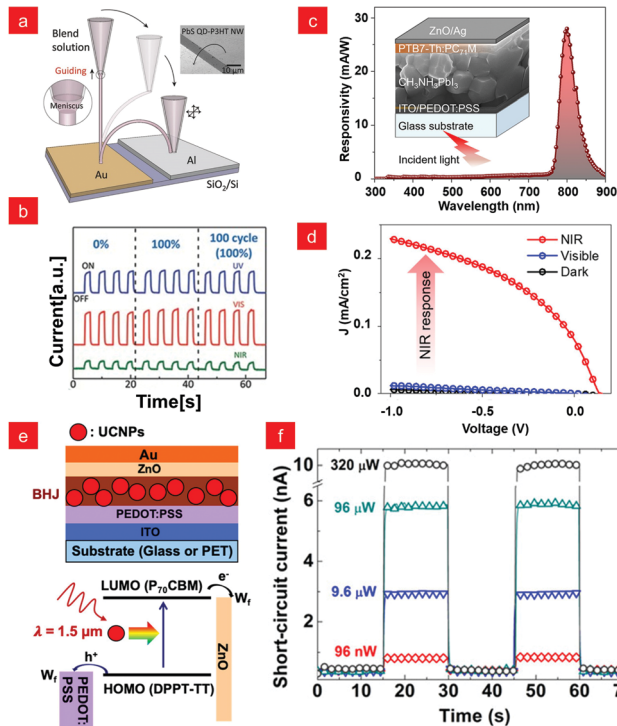 a
Blend
solution
Guiding
Meniscus
PbS QD-P3HT NW
10 μm
Au
Al
SiO2/Si
b
0%
100%
100 cycle
(100%)
ON
OFF
UV
VIS
NIR
Current[a.u.]
0
20
40
60
Time[s]
c
Responsivity (mA/W)
30
25
20
15
10
5
0
ZnO/Ag
PTB7-Th:PC71M
CH3NH3PbI3
ITO/PEDOT:PSS
Glass substrate
Incident light
300
400
500
600
700
800
900
Wavelength (nm)
d
J (mA/cm2)
0.2
0.1
0.0
NIR
Visible
Dark
NIR response
-1.0
-0.5
0.0
Voltage (V)
e
: UCNPs
Au
ZnO
BHJ
PEDOT:PSS
ITO
Substrate (Glass or PET)
LUMO (P70CBM)
e-
Wf
λ = 1.5 μm
ZnO
h+
Wf
HOMO (DPPT-TT)
PEDOT:
PSS
f
Short-circuit current (nA)
10
8
6
4
2
0
320 μW
96 μW
9.6 μW
96 nW
0
10
20
30
40
50
60
70
Time (s)